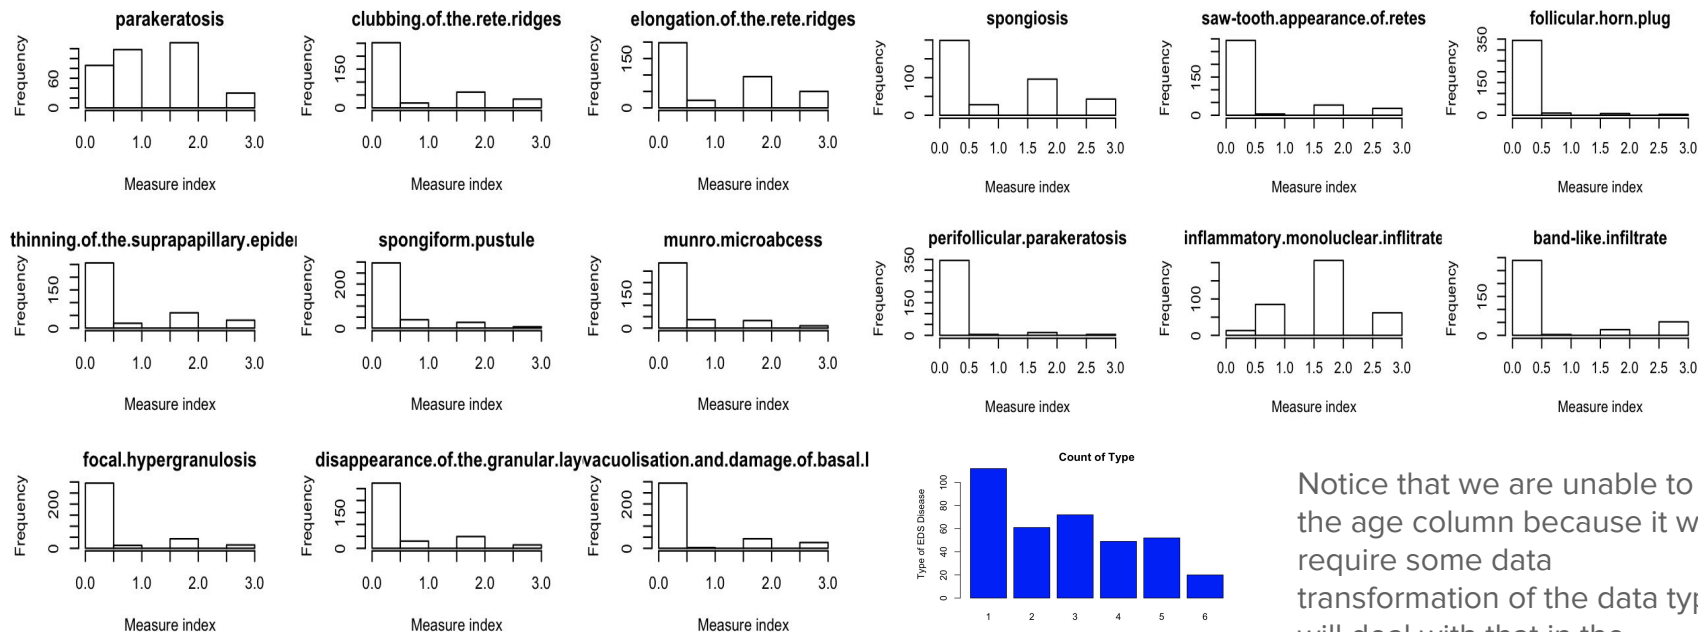 parakeratosis
Frequency
60
0
0.0 1.0 2.0 3.0
Measure index
clubbing.of.the.rete.ridges
Frequency
150
0
0.0 1.0 2.0 3.0
Measure index
elongation.of.the.rete.ridges
Frequency
150
0
0.0 1.0 2.0 3.0
Measure index
spongiosis
Frequency
100
0
0.0 0.5 1.0 1.5 2.0 2.5 3.0
Measure index
saw-tooth.appearance.of.retes
Frequency
150
0
0.0 0.5 1.0 1.5 2.0 2.5 3.0
Measure index
follicular.horn.plug
Frequency
350
150
0
0.0 0.5 1.0 1.5 2.0 2.5 3.0
Measure index
thinning.of.the.suprapapillary.epider
Frequency
150
0
0.0 1.0 2.0 3.0
Measure index
spongiform.pustule
Frequency
200
0
0.0 1.0 2.0 3.0
Measure index
munro.microabcess
Frequency
150
0
0.0 1.0 2.0 3.0
Measure index
perifollicular.parakeratosis
Frequency
350
150
0
0.0 0.5 1.0 1.5 2.0 2.5 3.0
Measure index
inflammatory.monoluclear.inflitrate
Frequency
100
0
0.0 0.5 1.0 1.5 2.0 2.5 3.0
Measure index
band-like.infiltrate
Frequency
150
0
0.0 0.5 1.0 1.5 2.0 2.5 3.0
Measure index
focal.hypergranulosis
Frequency
200
0
0.0 1.0 2.0 3.0
Measure index
disappearance.of.the.granular.lay
Frequency
150
0
0.0 1.0 2.0 3.0
Measure index
vacuolisation.and.damage.of.basal.l
Frequency
200
0
0.0 1.0 2.0 3.0
Measure index
Count of Type
Type of EDS Disease
100
80
60
40
20
0
1 2 3 4 5 6
Notice that we are unable to
the age column because it w
require some data
transformation of the data typ
will deal with that in the